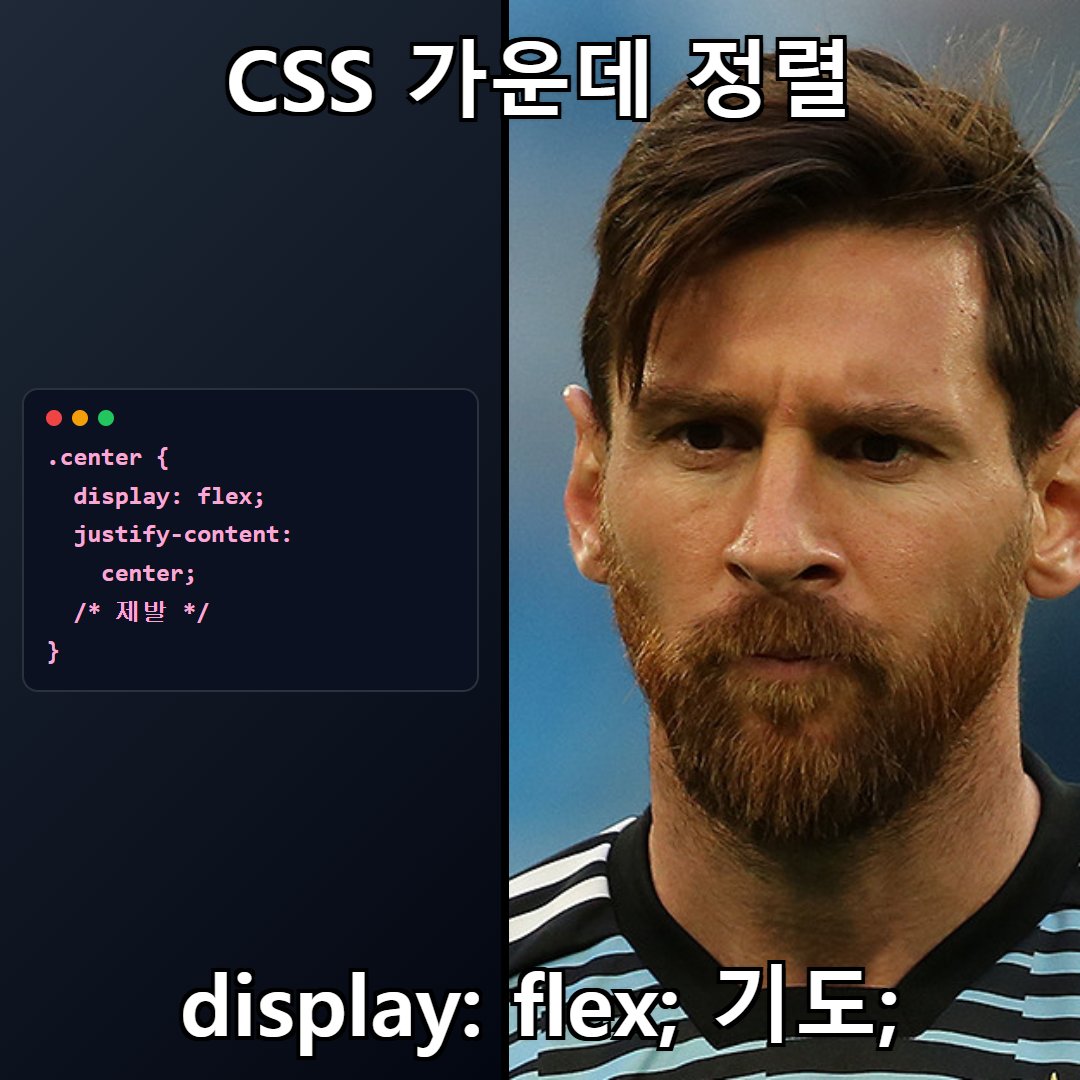 CSS 가운데 정렬
.center {
display: flex;
justify-content:
center;
/* 제발 */
}
display: flex; 기도;